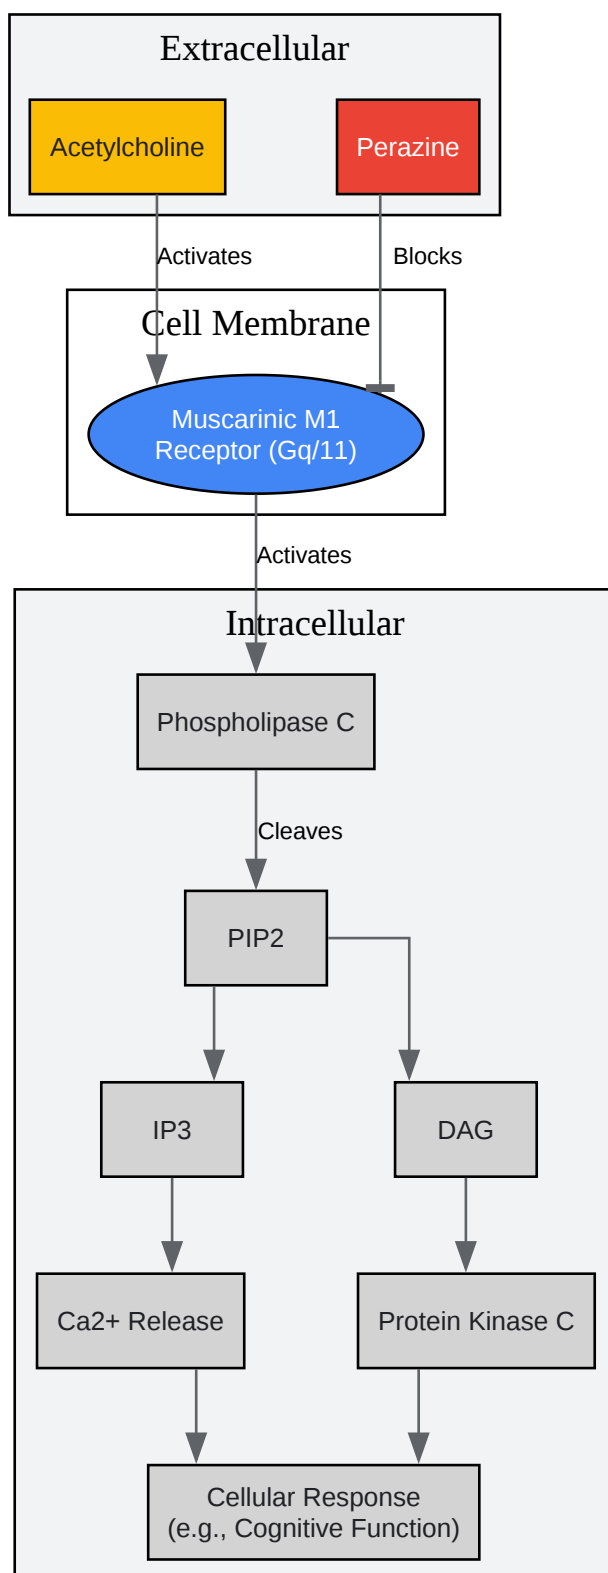 Extracellular
Acetylcholine
Perazine
Activates
Blocks
Cell Membrane
Muscarinic M1
Receptor (Gq/11)
Activates
Intracellular
Phospholipase C
Cleaves
PIP2
IP3
DAG
Ca2+ Release
Protein Kinase C
Cellular Response
(e.g., Cognitive Function)